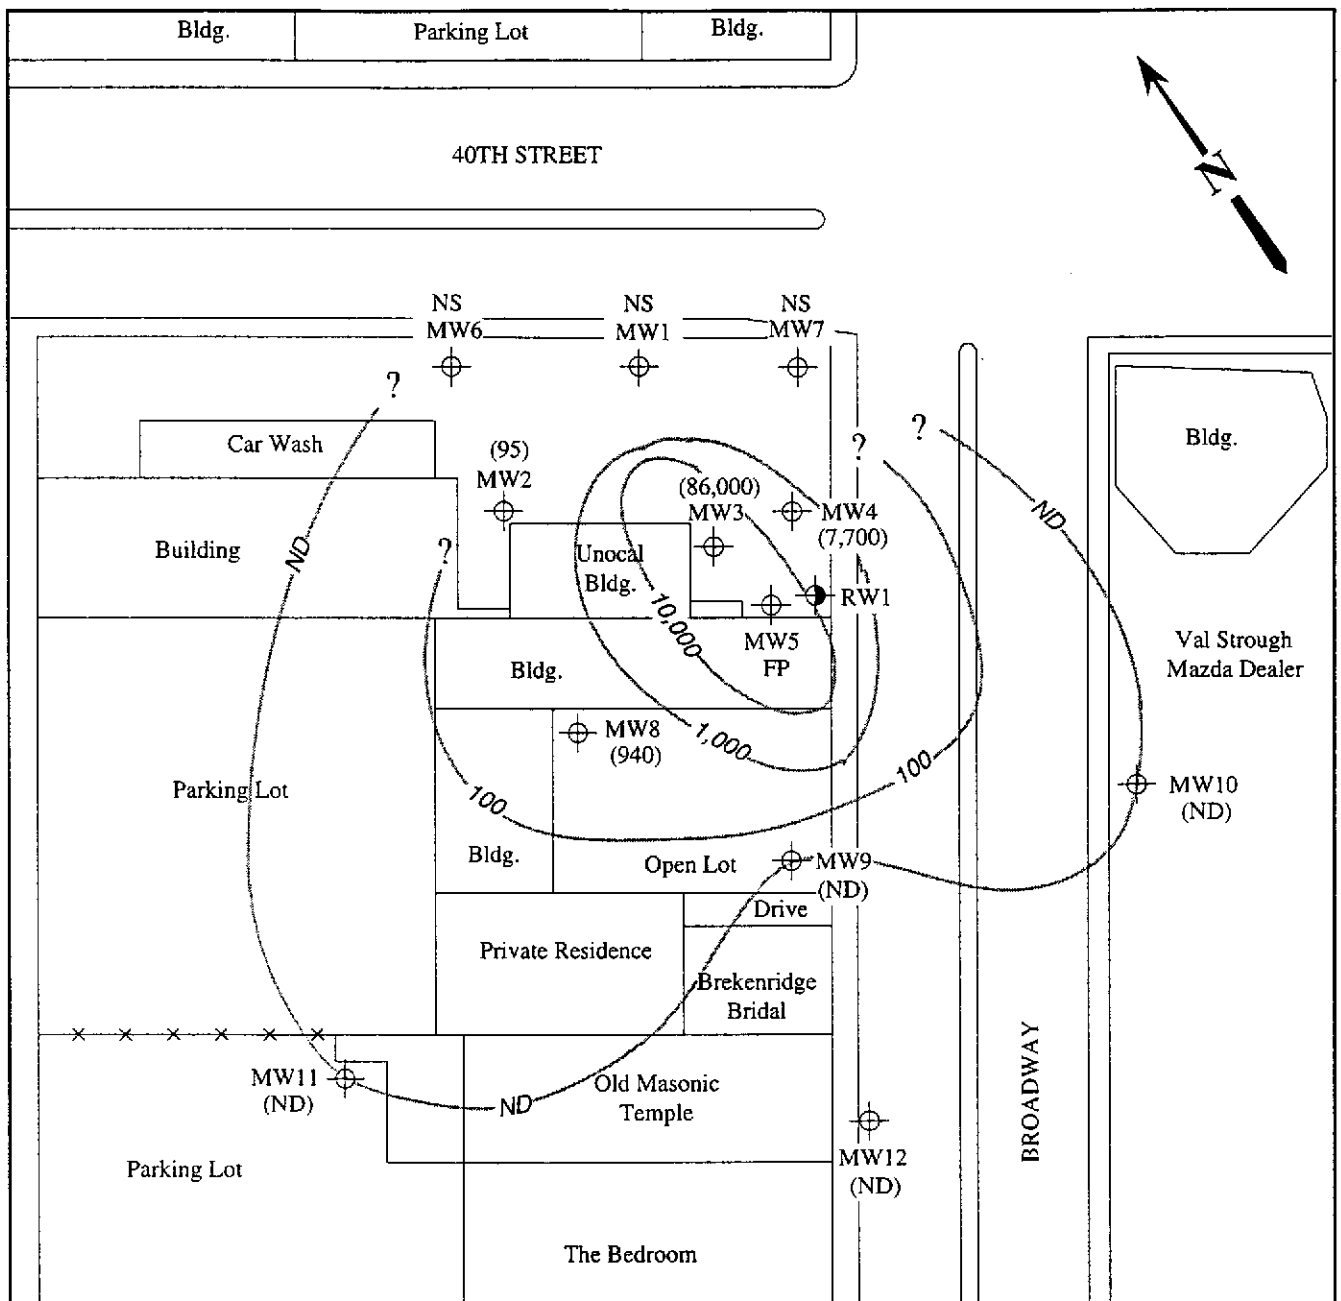 Bldg.
Parking Lot
Bldg.
40TH STREET
N
NS
MW6
NS
MW1
NS
MW7
?
?
?
Car Wash
(95)
MW2
(86,000)
MW3
MW4
(7,700)
Bldg.
ND
ND
Building
?
Unocal
Bldg.
10,000
RW1
MW5
FP
Val Strough
Mazda Dealer
Bldg.
MW8
(940)
1,000
100
100
Parking Lot
MW10
(ND)
Bldg.
Open Lot
MW9
(ND)
Drive
Private Residence
Brekenridge
Bridal
MW11
(ND)
ND
Old Masonic
Temple
BROADWAY
MW12
(ND)
Parking Lot
The Bedroom